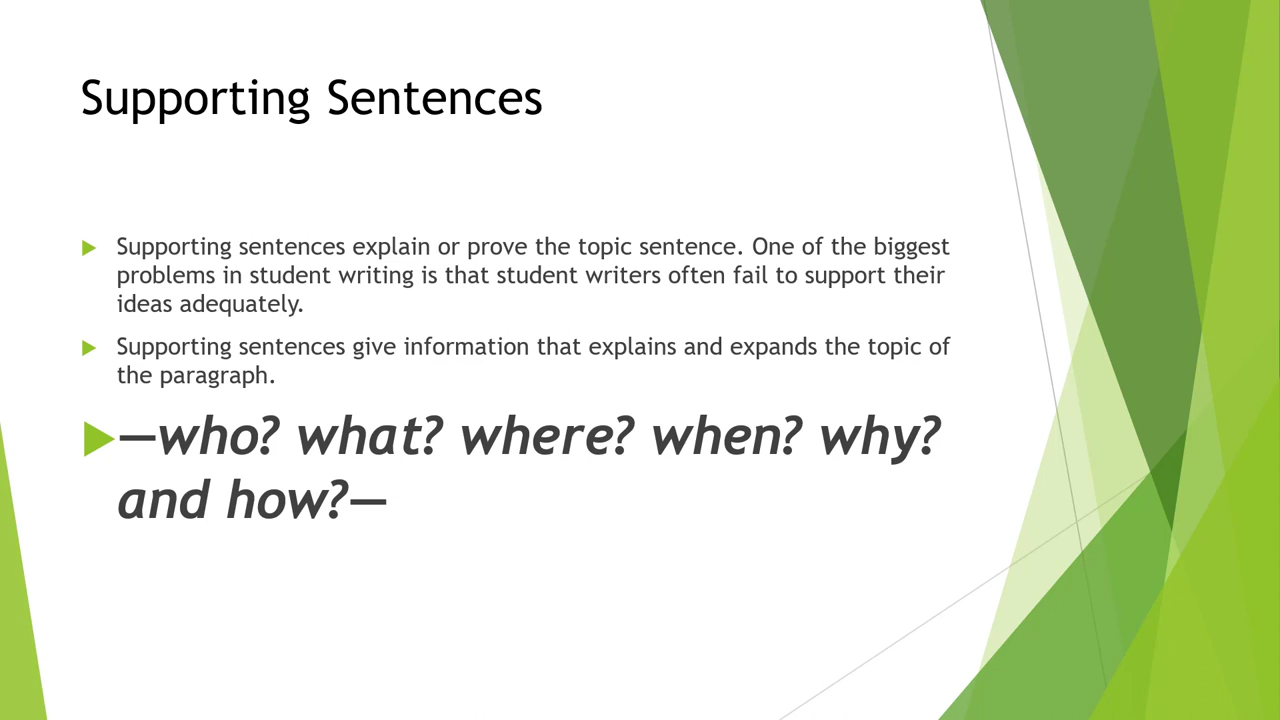 Supporting Sentences
Supporting sentences explain or prove the topic sentence. One of the biggest
problems in student writing is that student writers often fail to support their
ideas adequately.
Supporting sentences give information that explains and expands the topic of
the paragraph.
—who? what? where? when? why?
and how?—